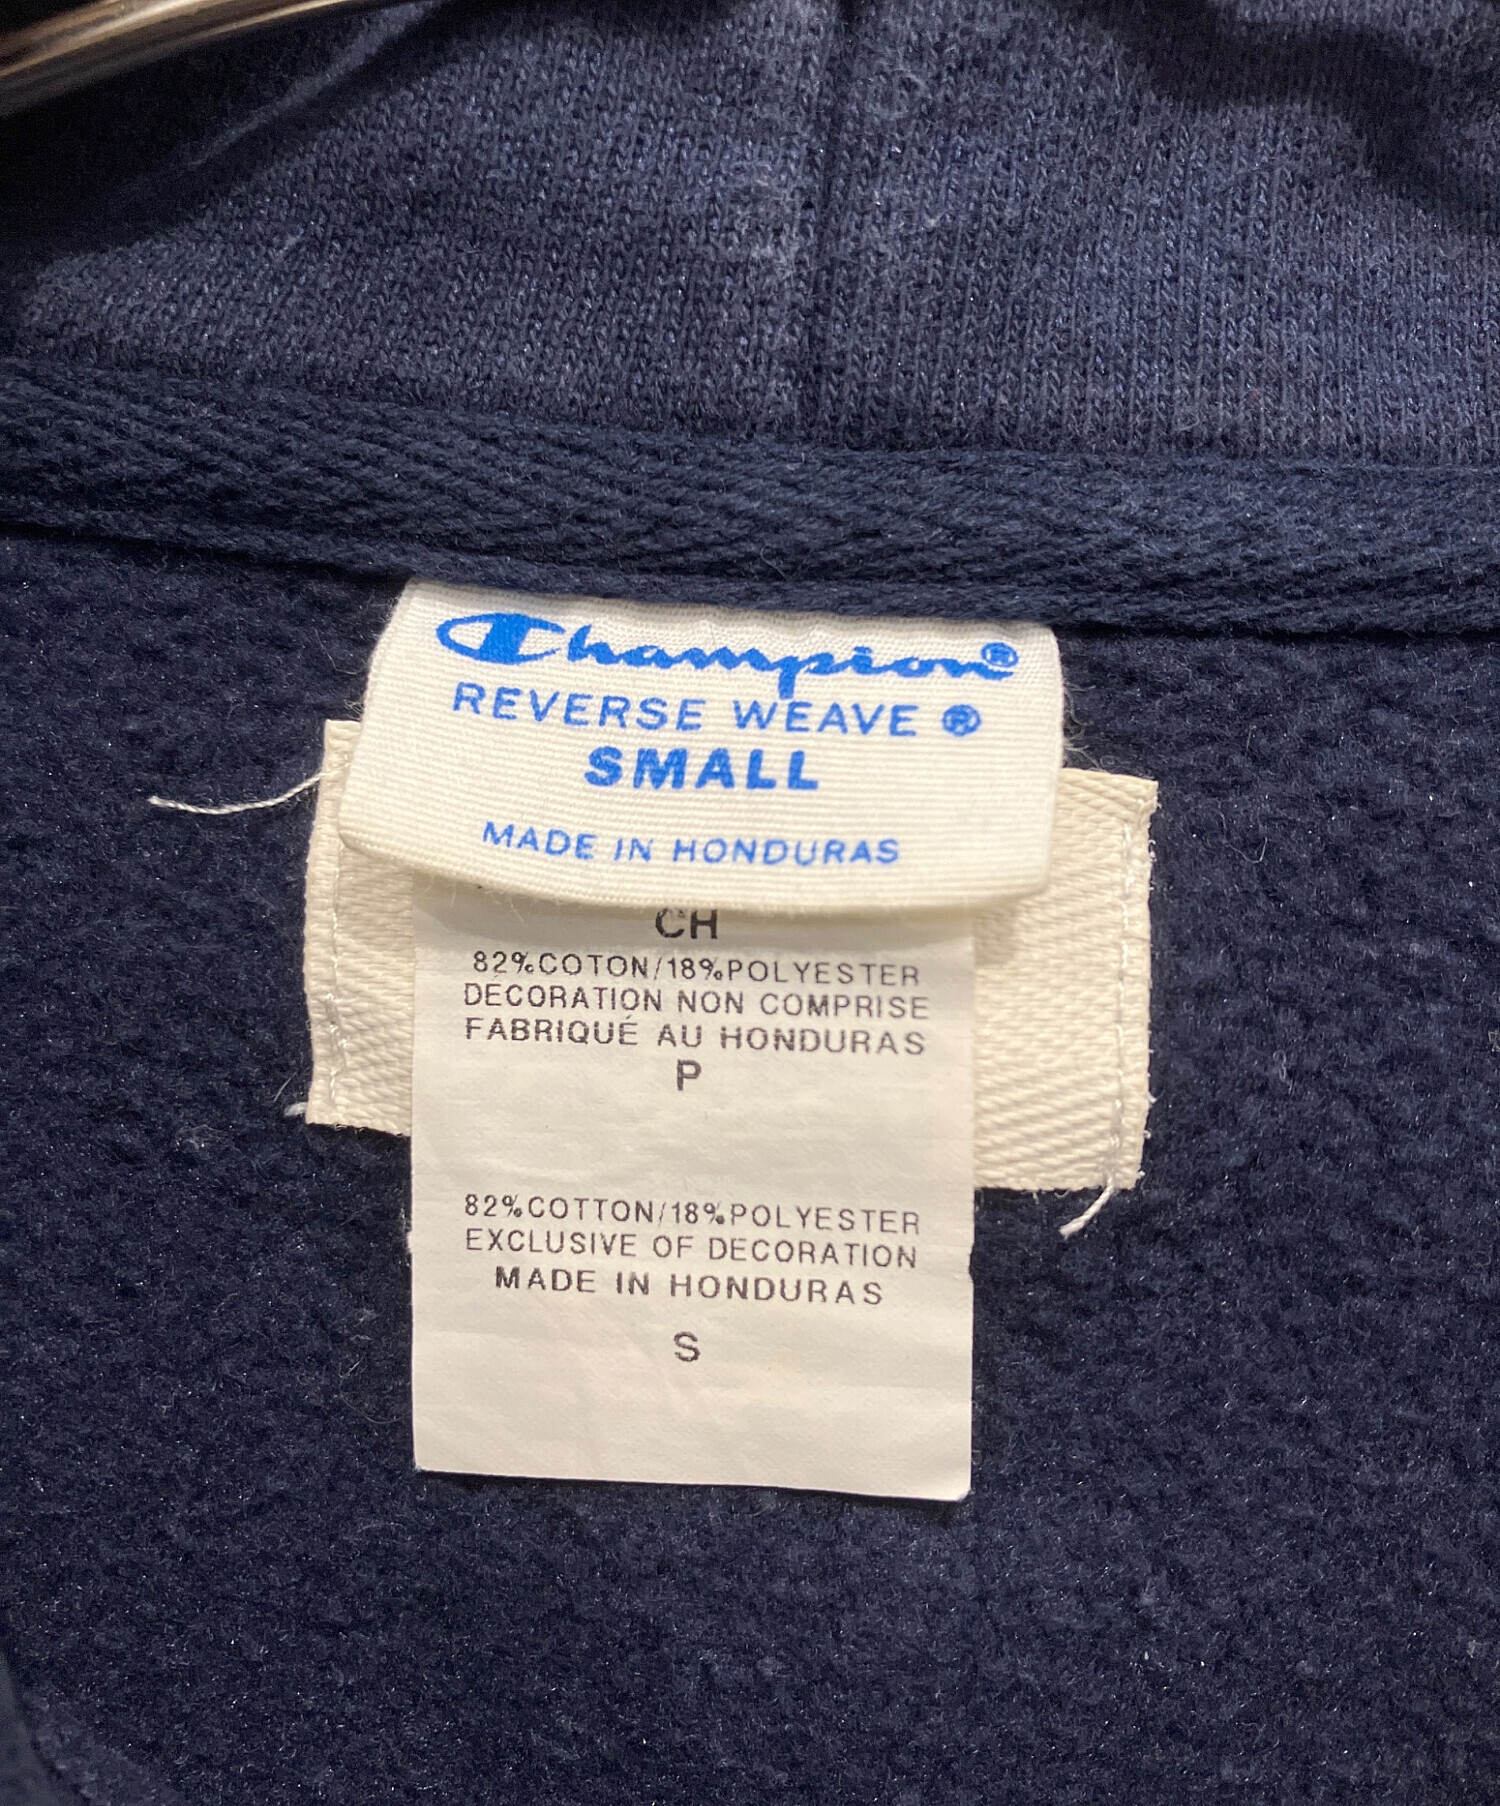 Champion®
REVERSE WEAVE ®
SMALL
MADE IN HONDURAS
CH
82%COTON/18%POLYESTER
DECORATION NON COMPRISE
FABRIQUÉ AU HONDURAS
P
82%COTTON/18%POLYESTER
EXCLUSIVE OF DECORATION
MADE IN HONDURAS
S